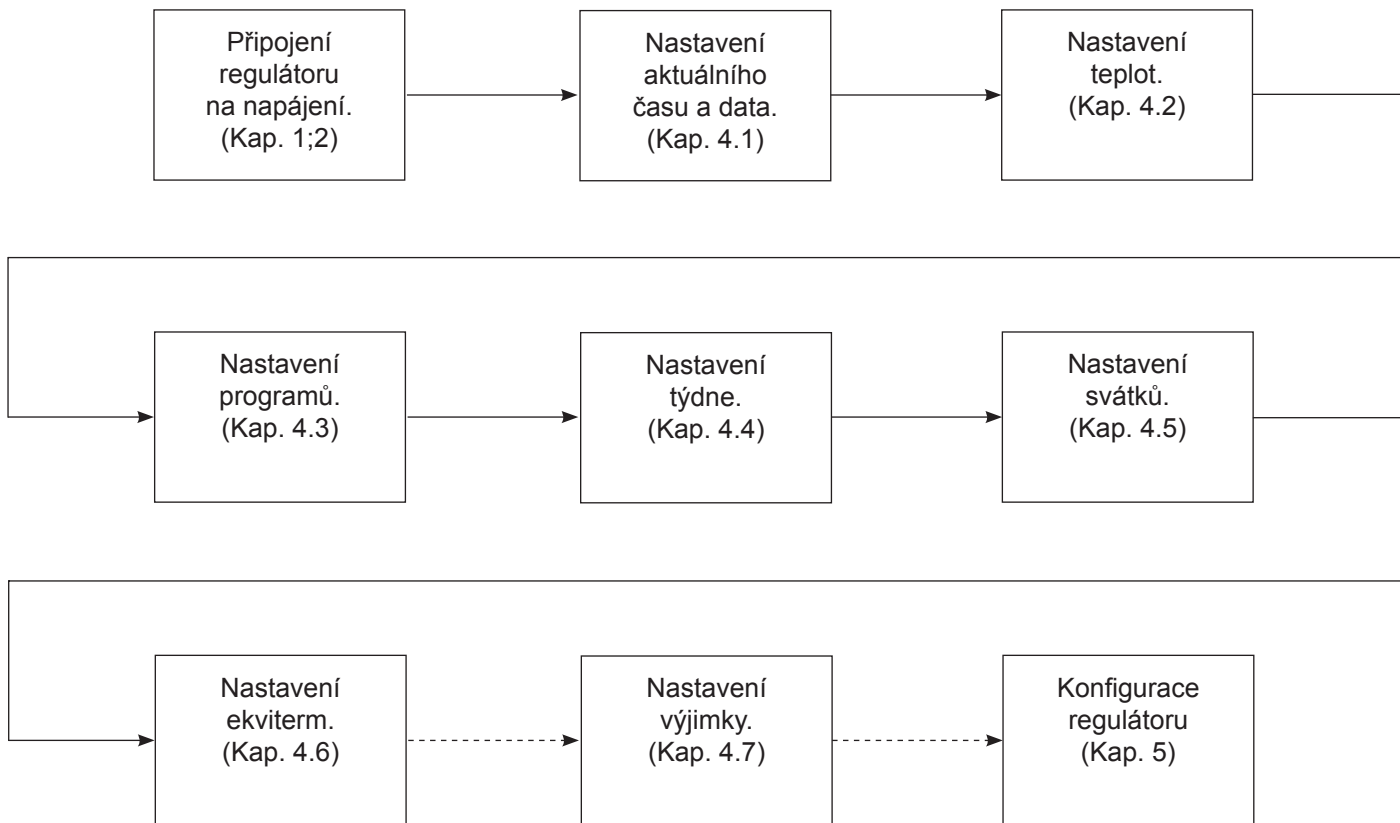 Připojení
regulátoru
na napájení.
(Kap. 1;2)
Nastavení
aktuálního
času a data.
(Kap. 4.1)
Nastavení
teplot.
(Kap. 4.2)
Nastavení
programů.
(Kap. 4.3)
Nastavení
týdne.
(Kap. 4.4)
Nastavení
svátků.
(Kap. 4.5)
Nastavení
ekviterm.
(Kap. 4.6)
Nastavení
výjimky.
(Kap. 4.7)
Konfigurace
regulátoru
(Kap. 5)